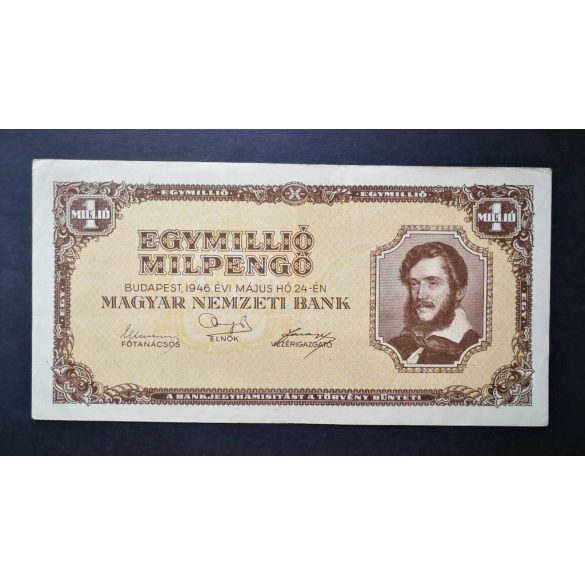 EGYMILLIÓ EGYMILLIÓ
1 MILLIÓ 1 MILLIÓ
EGYMILLIÓ
MILPENGŐ
BUDAPEST, 1946. ÉVI MÁJUS HÓ 24-ÉN
MAGYAR NEMZETI BANK
FŐTANÁCSOS ELNÖK VEZÉRIGAZGATÓ
A BANKJEGYHAMISÍTÁST A TÖRVÉNY BÜNTETI